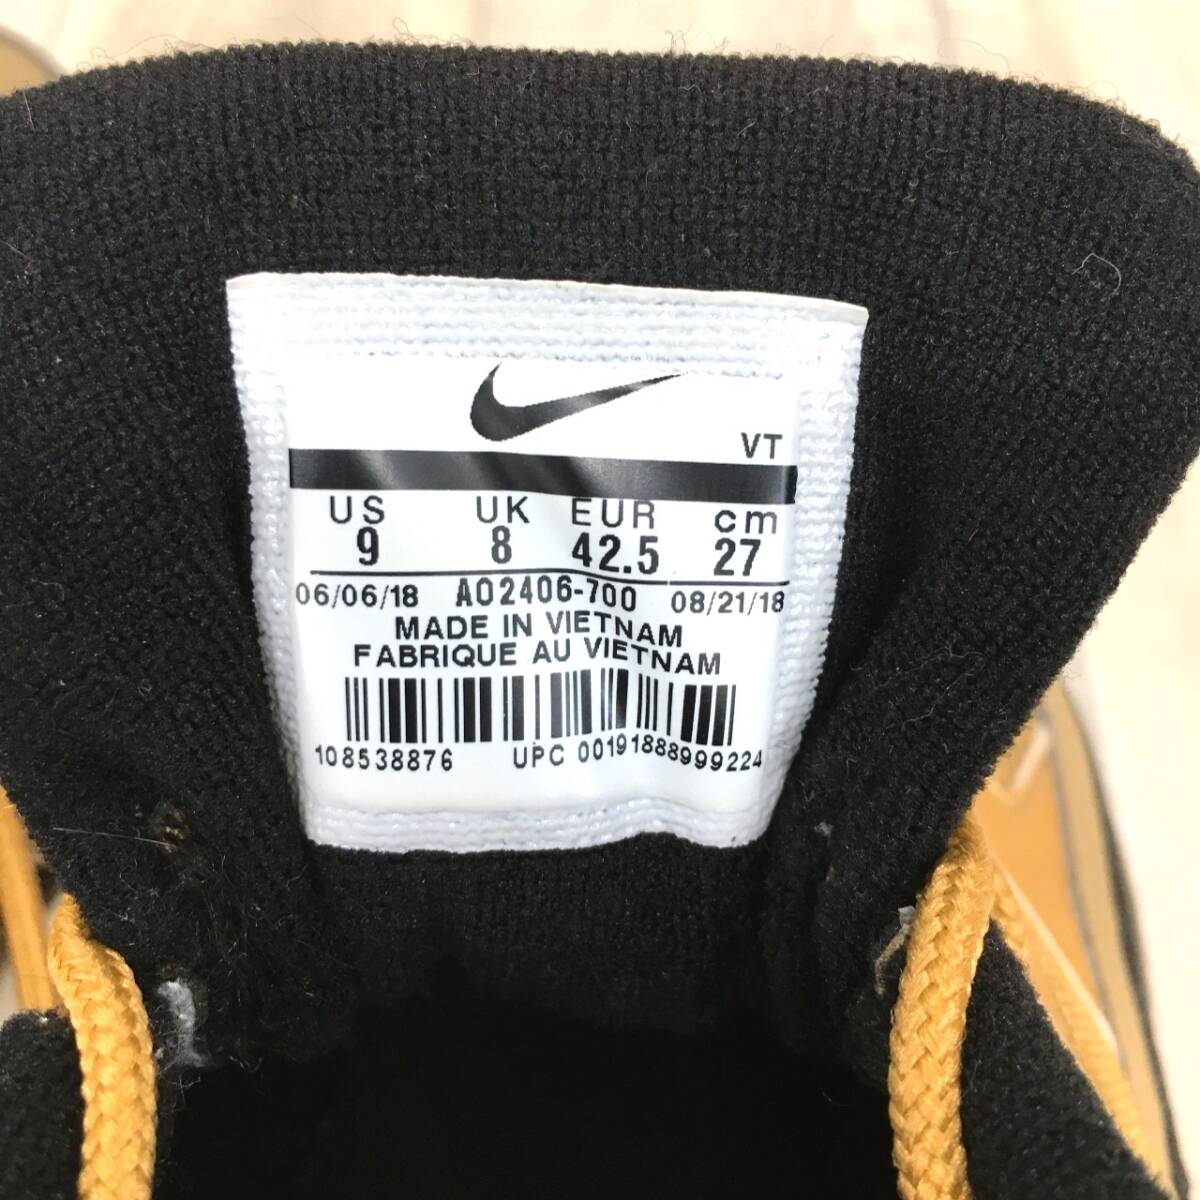 VT
US UK EUR cm
9 8 42.5 27
06/06/18 AO2406-700 08/21/18
MADE IN VIETNAM
FABRIQUE AU VIETNAM
108538876 UPC 00191888999224